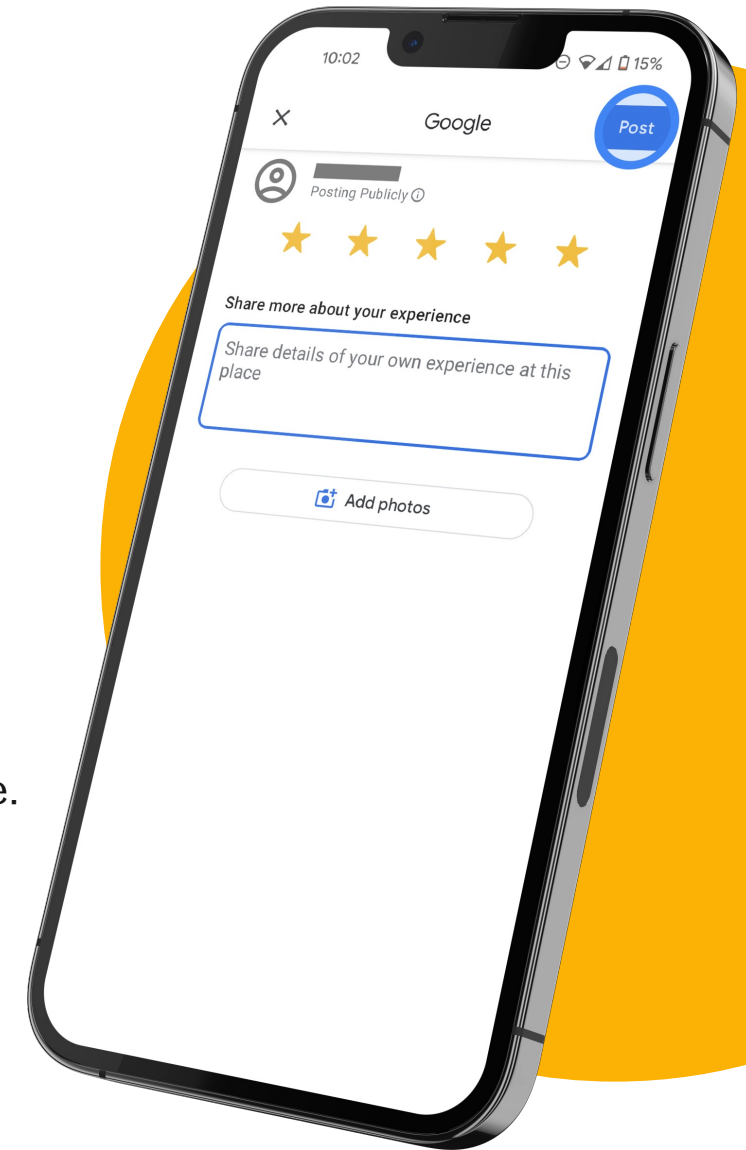 10:02
15%
Google
Post
Posting Publicly
Share more about your experience
Share details of your own experience at this
place
Add photos
e.